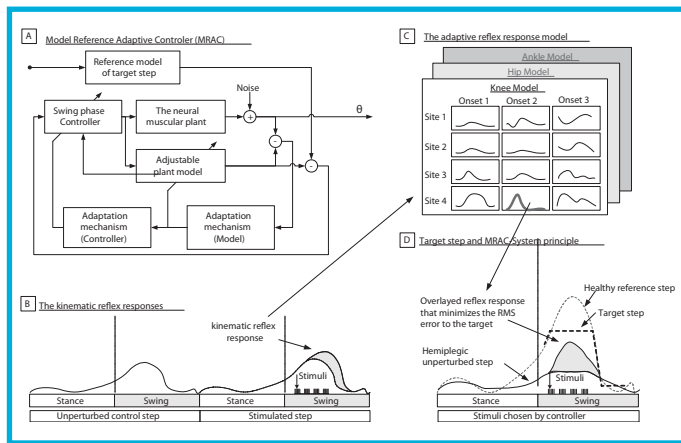 A Model Reference Adaptive Controler (MRAC)
Reference model
of target step
Noise
Swing phase
Controller
The neural
muscular plant
+
θ
-
-
Adjustable
plant model
Adaptation
mechanism
(Controller)
Adaptation
mechanism
(Model)
B The kinematic reflex responses
kinematic reflex
response
Stimuli
Stance Swing Stance Swing
Unperturbed control step Stimulated step
C The adaptive reflex response model
Ankle Model
Hip Model
Knee Model
Onset 1 Onset 2 Onset 3
Site 1
Site 2
Site 3
Site 4
D Target step and MRAC-System principle
Healthy reference step
Target step
Overlayed reflex response
that minimizes the RMS
error to the target
Hemiplegic
unperturbed step
Stimuli
Stance Swing
Stimuli chosen by controller